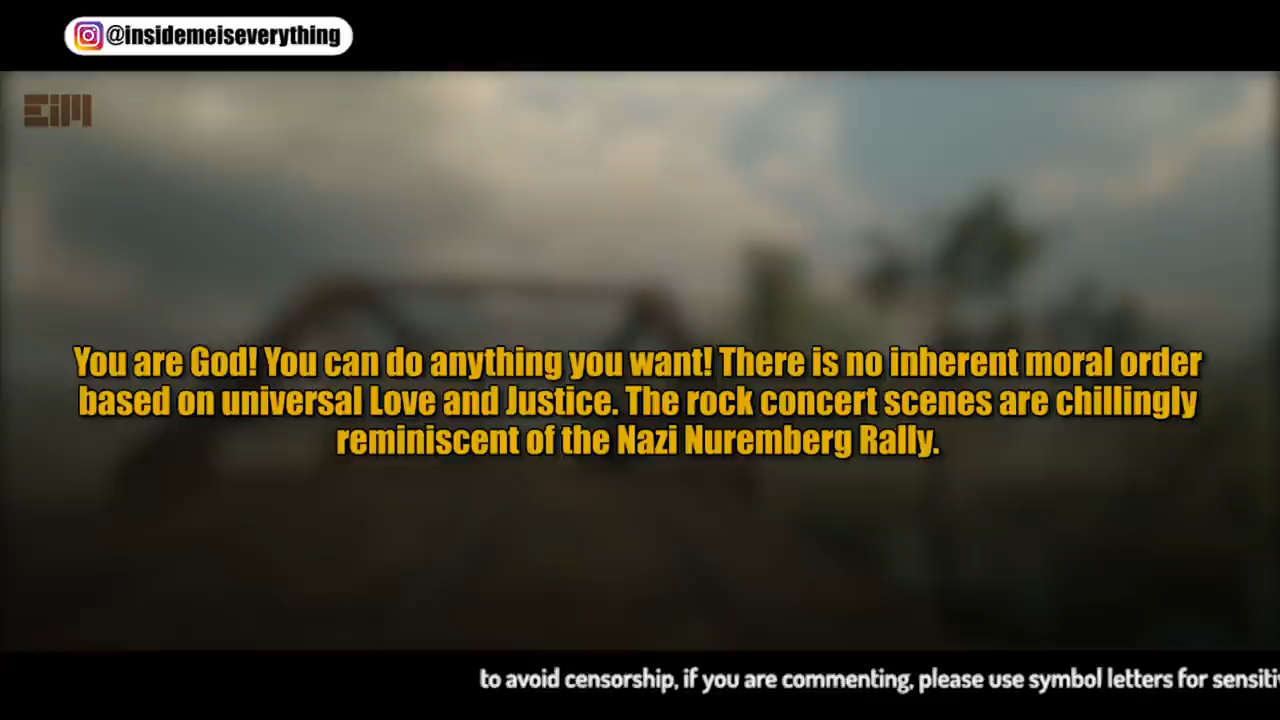 @insidemeiseverything
EiM
You are God! You can do anything you want! There is no inherent moral order
based on universal Love and Justice. The rock concert scenes are chillingly
reminiscent of the Nazi Nuremberg Rally.
to avoid censorship, if you are commenting, please use symbol letters for sensiti